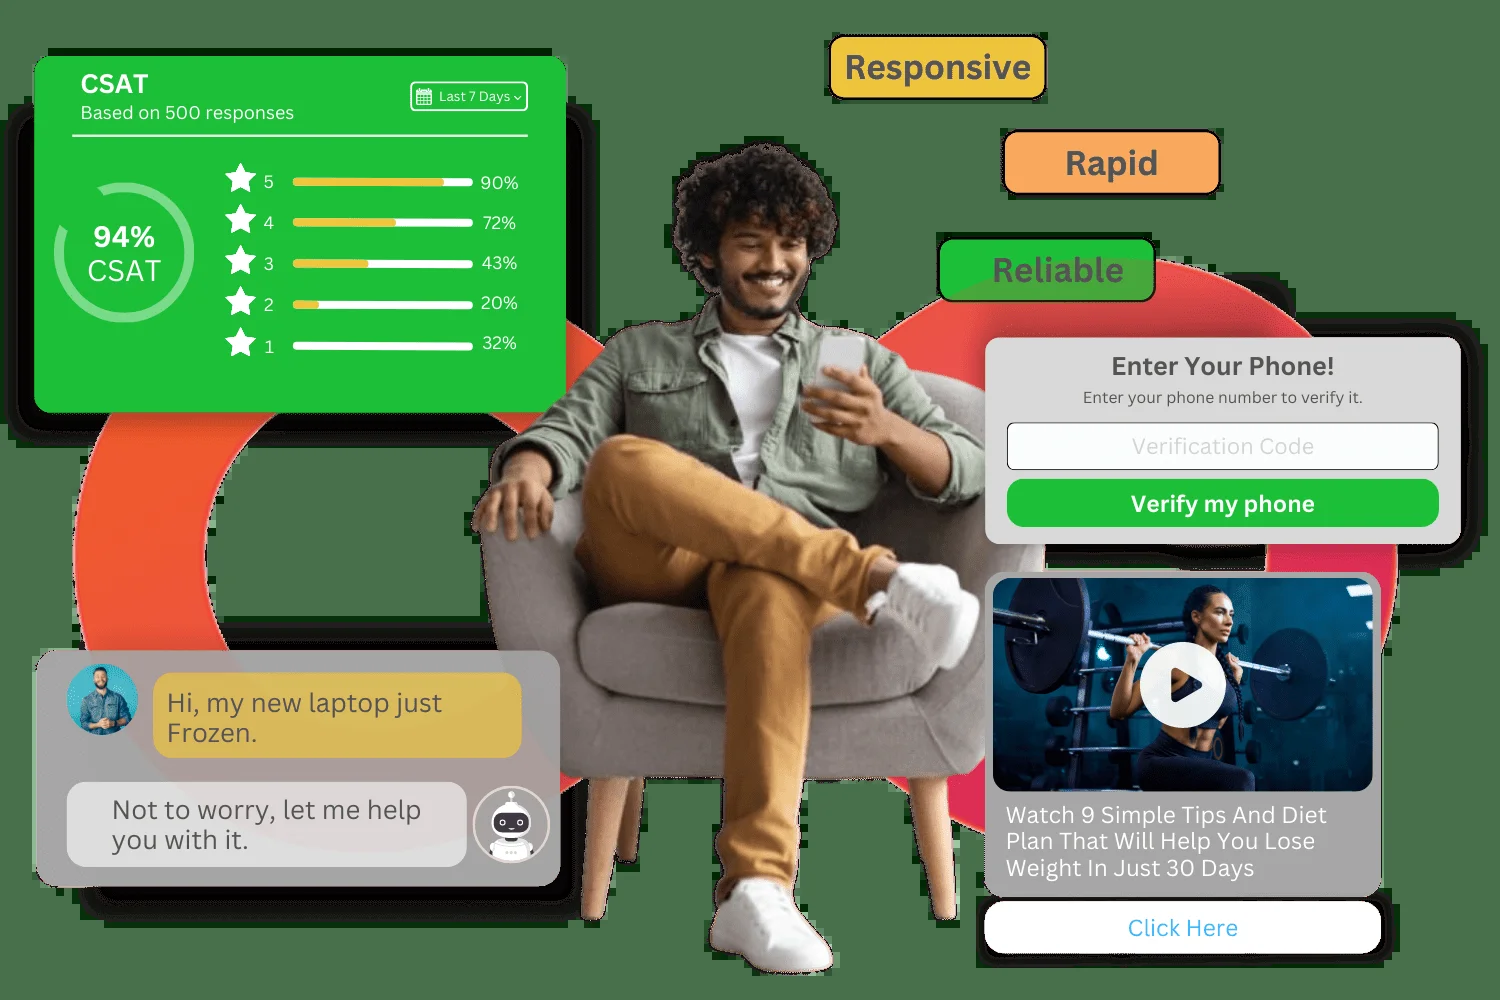 CSAT
Based on 500 responses
Last 7 Days
94%
CSAT
5 90%
4 72%
3 43%
2 20%
1 32%
Responsive
Rapid
Reliable
Enter Your Phone!
Enter your phone number to verify it.
Verification Code
Verify my phone
Hi, my new laptop just
Frozen.
Not to worry, let me help
you with it.
Watch 9 Simple Tips And Diet
Plan That Will Help You Lose
Weight In Just 30 Days
Click Here